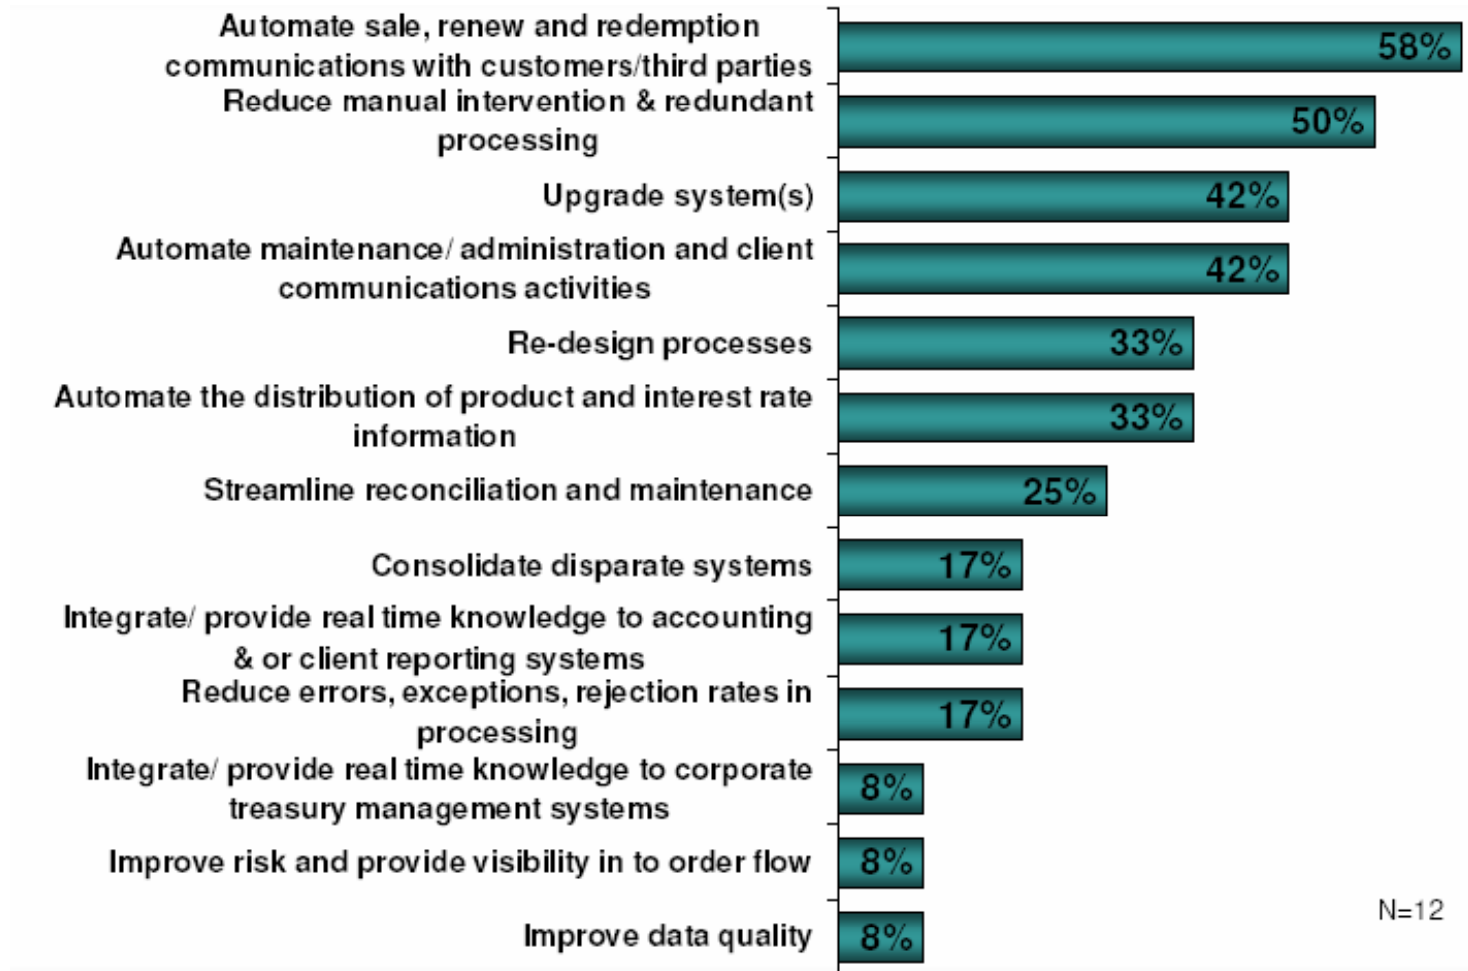 Automate sale, renew and redemption
communications with customers/third parties
58%
Reduce manual intervention & redundant
processing
50%
Upgrade system(s)
42%
Automate maintenance/ administration and client
communications activities
42%
Re-design processes
33%
Automate the distribution of product and interest rate
information
33%
Streamline reconciliation and maintenance
25%
Consolidate disparate systems
17%
Integrate/ provide real time knowledge to accounting
& or client reporting systems
17%
Reduce errors, exceptions, rejection rates in
processing
17%
Integrate/ provide real time knowledge to corporate
treasury management systems
8%
Improve risk and provide visibility in to order flow
8%
N=12
Improve data quality
8%